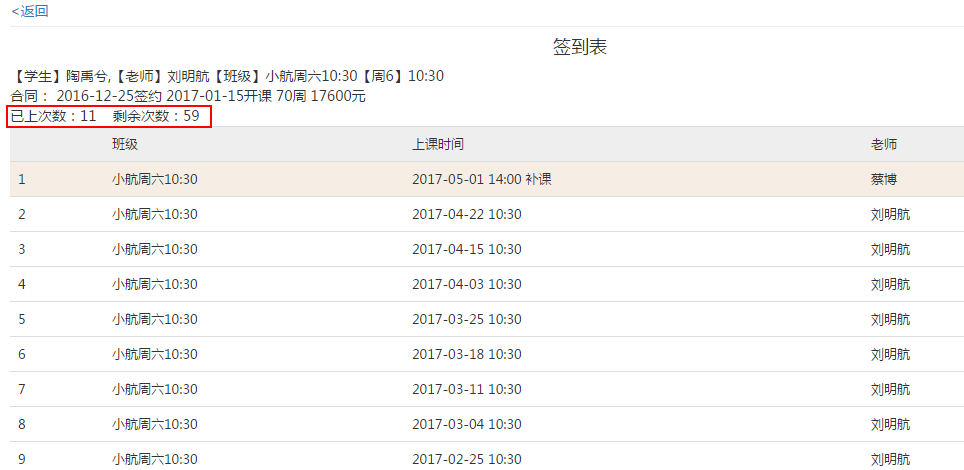 <返回
签到表
【学生】陶禹兮,【老师】刘明航【班级】小航周六10:30【周6】10:30
合同： 2016-12-25签约 2017-01-15开课 70周 17600元
已上次数：11 剩余次数：59
班级 上课时间 老师
1 小航周六10:30 2017-05-01 14:00 补课 蔡博
2 小航周六10:30 2017-04-22 10:30 刘明航
3 小航周六10:30 2017-04-15 10:30 刘明航
4 小航周六10:30 2017-04-03 10:30 刘明航
5 小航周六10:30 2017-03-25 10:30 刘明航
6 小航周六10:30 2017-03-18 10:30 刘明航
7 小航周六10:30 2017-03-11 10:30 刘明航
8 小航周六10:30 2017-03-04 10:30 刘明航
9 小航周六10:30 2017-02-25 10:30 刘明航